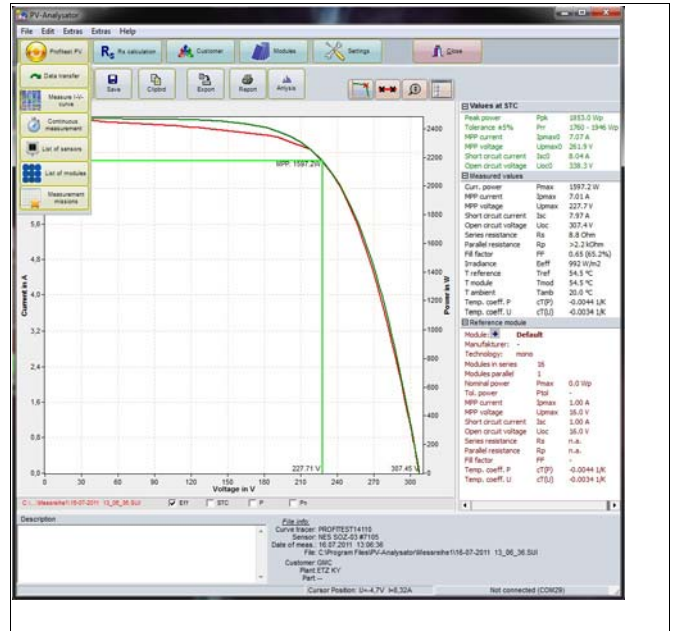 PV-Analysator
File Edit Extras Extras Help
Profitest PV
Rs Rs calculation
Customer
Modules
Settings
Close
Data transfer
Measure I-V-curve
Continuous measurement
List of sensors
List of modules
Measurement missions
Save
Clipbrd
Export
Report
Anlysis
MPP: 1597.2W
Current in A
5,6
4,8
4,0
3,2
2,4
1,6
0,8
0,0
2400
2200
2000
1800
1600
1400
1200
1000
800
600
400
200
0
Power in W
227.71 V
307.45 V
0 30 60 90 120 150 180 210 240 270 300
Voltage in V
Eff STC P Pn
Values at STC
Peak power Ppk 1853.0 Wp
Tolerance ±5% Prr 1760 - 1946 Wp
MPP current Ipmax0 7.07 A
MPP voltage Upmax0 261.9 V
Short circuit current Isc0 8.04 A
Open circuit voltage Uoc0 338.3 V
Measured values
Curr. power Pmax 1597.2 W
MPP current Ipmax 7.01 A
MPP voltage Upmax 227.7 V
Short circuit current Isc 7.97 A
Open circuit voltage Uoc 307.4 V
Series resistance Rs 8.8 Ohm
Parallel resistance Rp >2.2 kOhm
Fill factor FF 0.65 (65.2%)
Irradiance Eeff 992 W/m2
T reference Tref 54.5 °C
T module Tmod 54.5 °C
T ambient Tamb 20.0 °C
Temp. coeff. P cT(P) -0.0044 1/K
Temp. coeff. U cT(U) -0.0034 1/K
Reference module
Module: Default
Manufakturer: -
Technology: mono
Modules in series 16
Modules parallel 1
Nominal power Pmax 0.0 Wp
Tol. power Ptol -
MPP current Ipmax 1.00 A
MPP voltage Upmax 16.0 V
Short circuit current Isc 1.00 A
Open circuit voltage Uoc 16.0 V
Series resistance Rs n.a.
Parallel resistance Rp n.a.
Fill factor FF -
Temp. coeff. P cT(P) -0.0044 1/K
Temp. coeff. U cT(U) -0.0034 1/K
Description
File info:
Curve tracer: PROFITEST14110
Sensor: NES SOZ-03 #7105
Date of meas.: 16.07.2011 13:06:36
File: C:\Program Files\PV-Analysator\Messreihe1\16-07-2011 13_06_36.SUI
Customer: GMC
Plant: ETZ KY
Part: --
Cursor Position: U=-4,7V I=8,32A
Not connected (COM29)